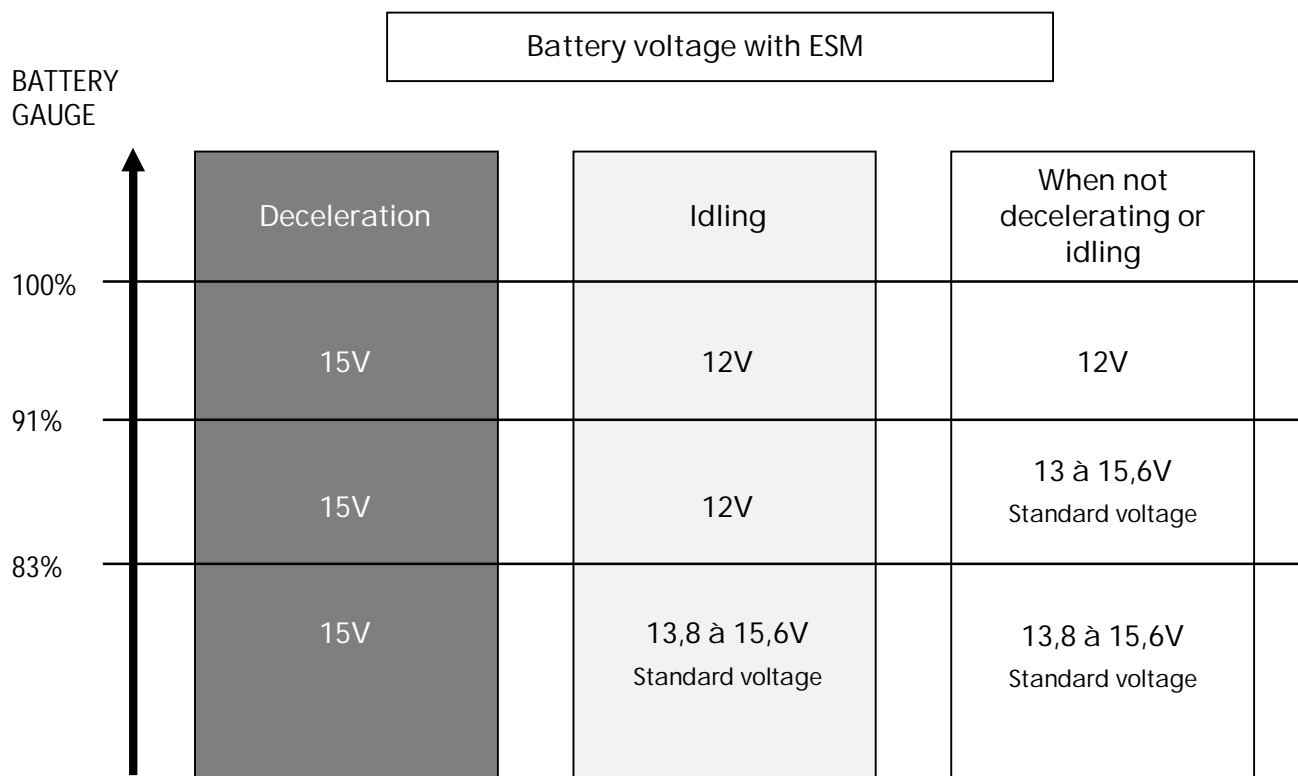 Battery voltage with ESM
BATTERY
GAUGE
Deceleration
Idling
When not
decelerating or
idling
100%
15V
12V
12V
91%
15V
12V
13 à 15,6V
Standard voltage
83%
15V
13,8 à 15,6V
Standard voltage
13,8 à 15,6V
Standard voltage